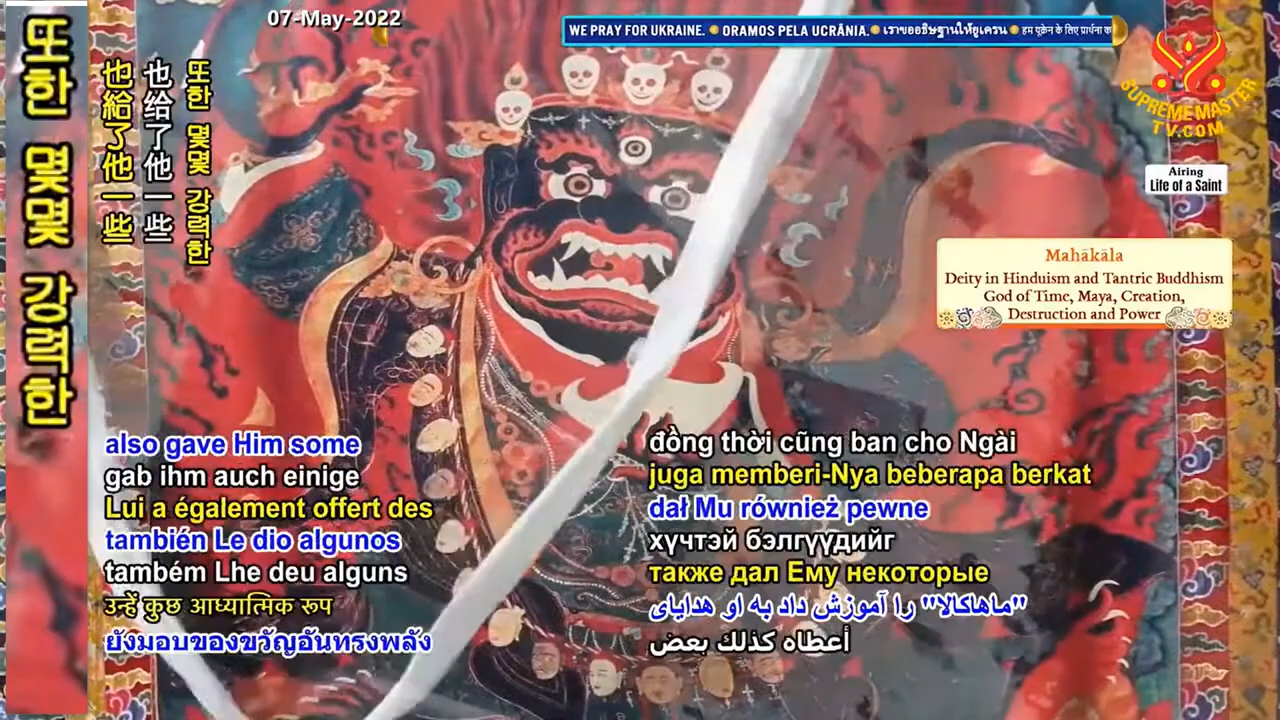 07-May-2022
WE PRAY FOR UKRAINE. ORAMOS PELA UCRÂNIA. เราขออธิษฐานให้ยูเครน हम यूक्रेन के लिए प्रार्थना क
SUPREMEMASTER
TV.COM
Airing
Life of a Saint
Mahākāla
Deity in Hinduism and Tantric Buddhism
God of Time, Maya, Creation,
Destruction and Power
또한 몇몇 강력한
也給了他一些
也给了他一些
또한 몇몇 강력한
also gave Him some
gab ihm auch einige
Lui a également offert des
también Le dio algunos
também Lhe deu alguns
उन्हें कुछ आध्यात्मिक रूप
ยังมอบของขวัญอันทรงพลัง
đồng thời cũng ban cho Ngài
juga memberi-Nya beberapa berkat
dał Mu również pewne
хүчтэй бэлгүүдийг
также дал Ему некоторые
"ماهاکالا" را آموزش داد به او هدایای
أعطاه كذلك بعض